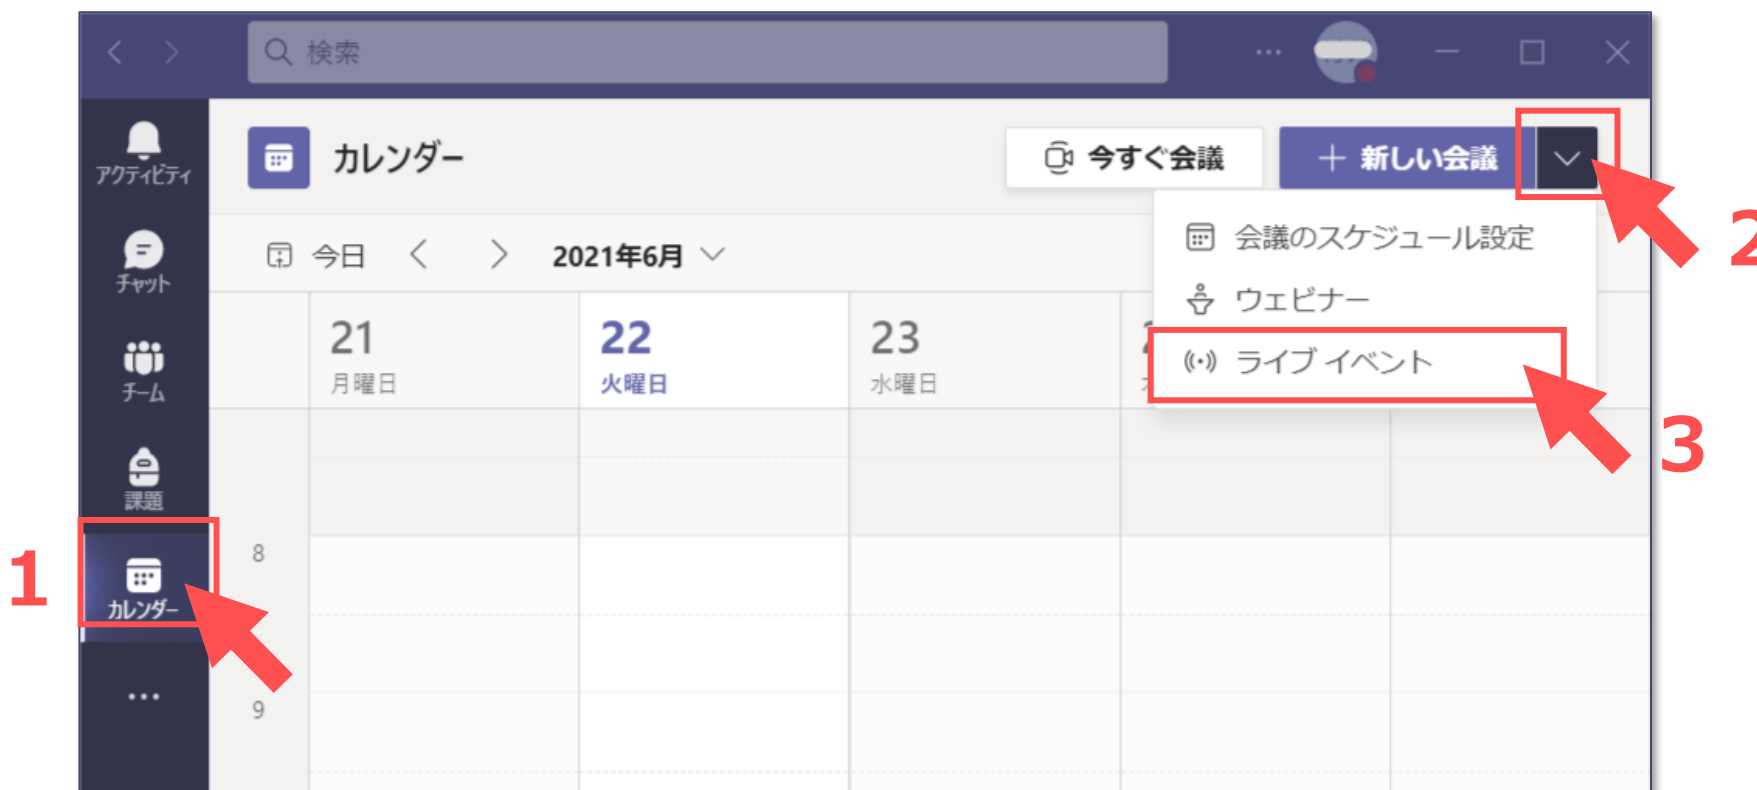 検索
アクティビティ
カレンダー
今すぐ会議
新しい会議
2
チャット
今日
2021年6月
会議のスケジュール設定
ウェビナー
ライブ イベント
3
チーム
21
月曜日
22
火曜日
23
水曜日
課題
1
カレンダー
8
9